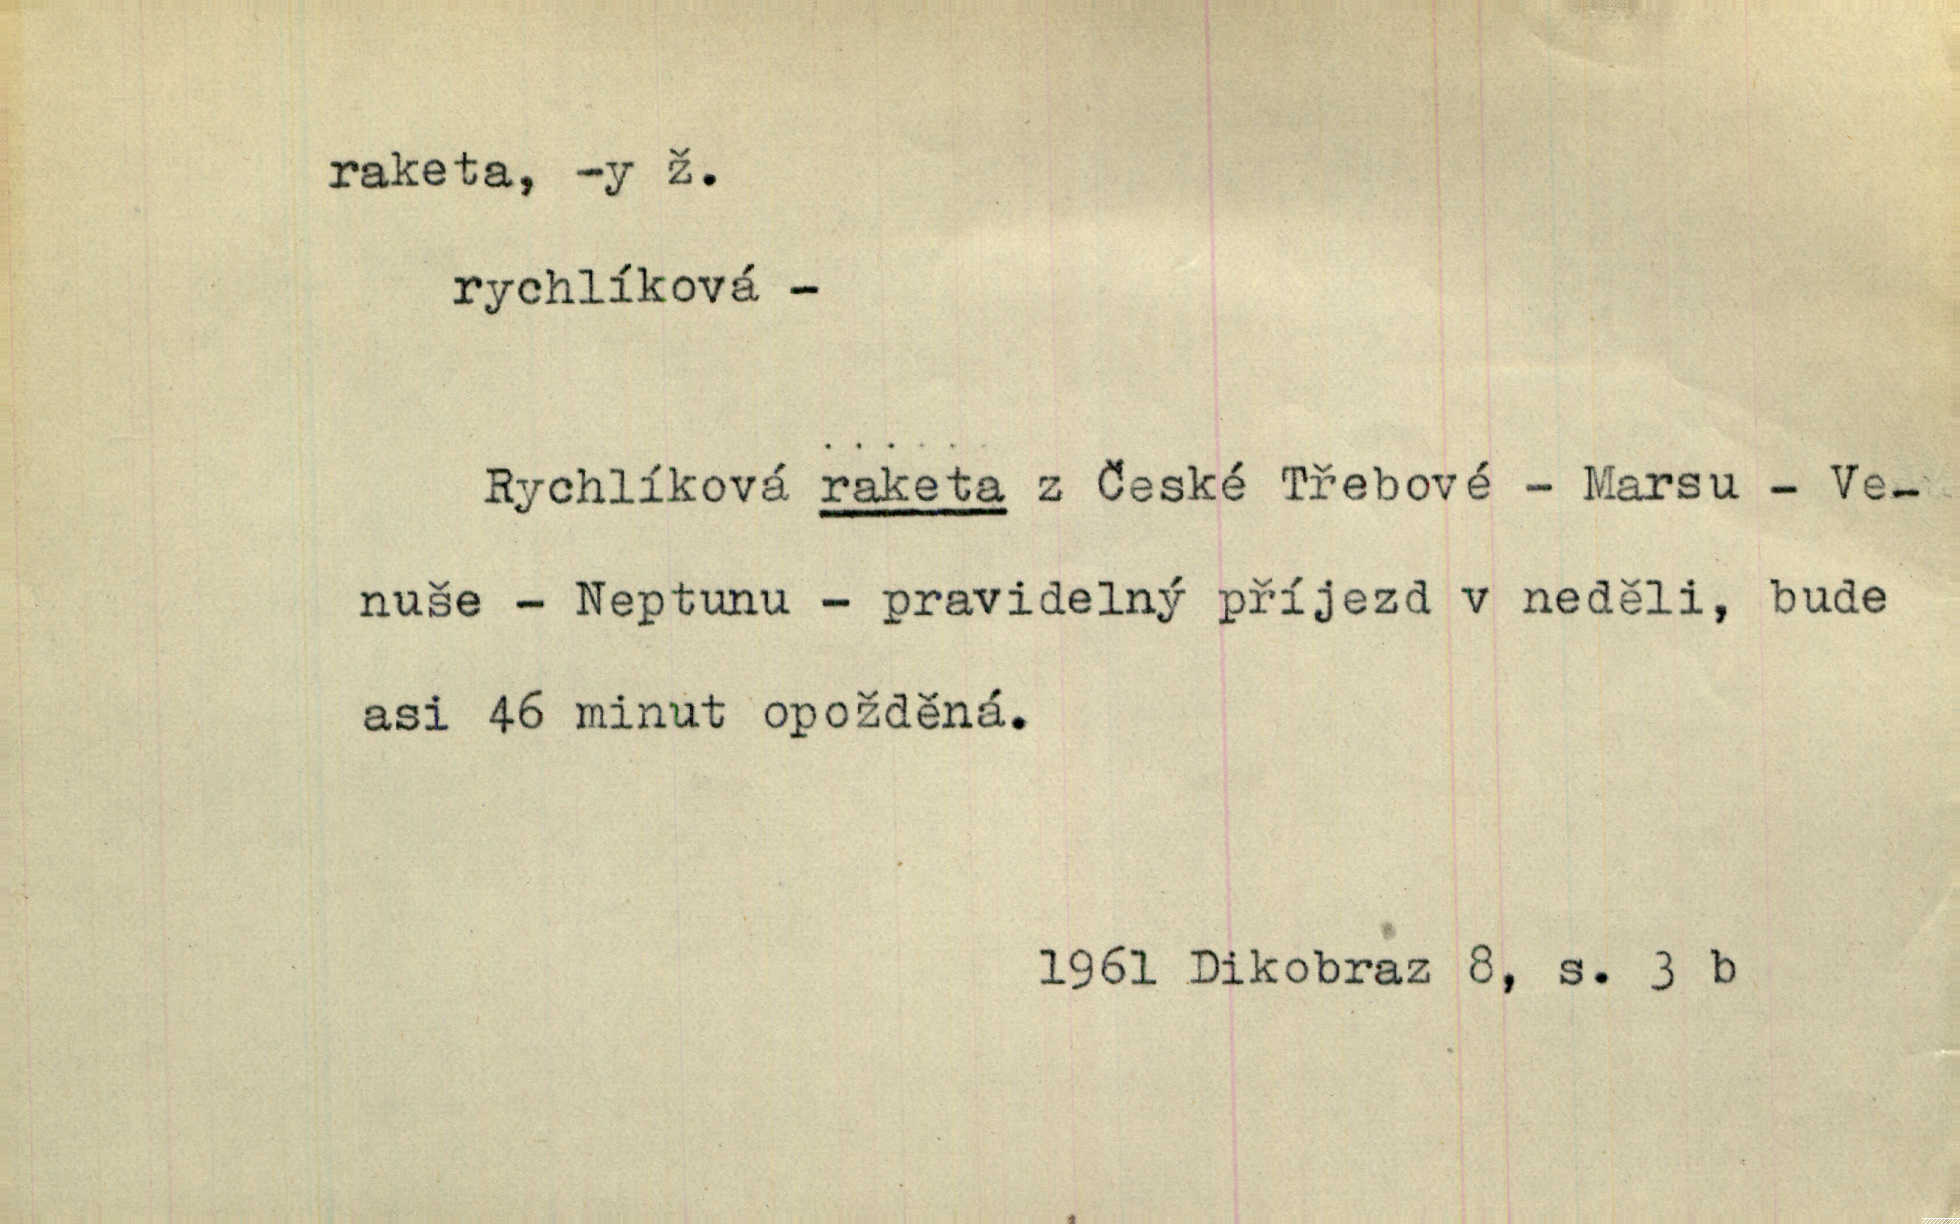 raketa, -y ž.
rychlíková -
Rychlíková raketa z České Třebové - Marsu - Ve-
nuše - Neptunu - pravidelný příjezd v neděli, bude
asi 46 minut opožděná.
1961 Dikobraz 8, s. 3 b